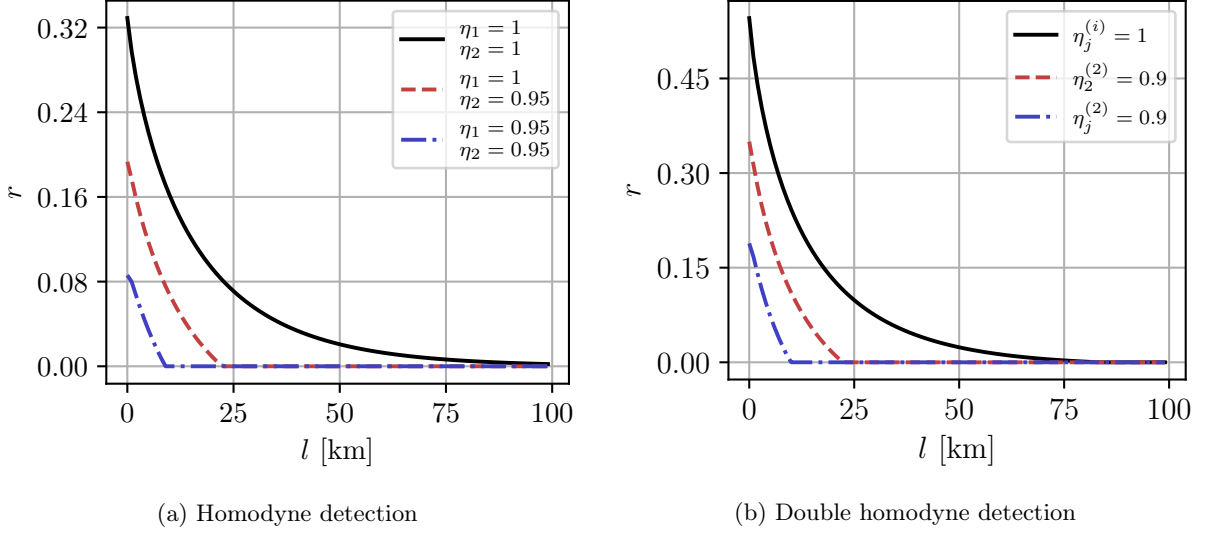 0.32
0.24
0.16
0.08
0.00
r
0
25
50
75
100
l [km]
η₁ = 1
η₂ = 1
η₁ = 1
η₂ = 0.95
η₁ = 0.95
η₂ = 0.95
(a) Homodyne detection
0.45
0.30
0.15
0.00
r
0
25
50
75
100
l [km]
η_j^(i) = 1
η_2^(2) = 0.9
η_j^(2) = 0.9
(b) Double homodyne detection